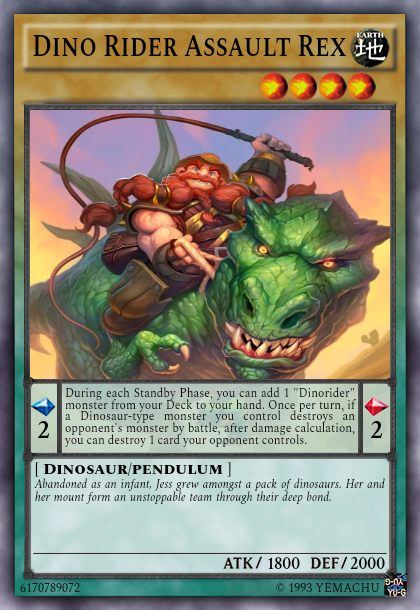 DINO RIDER ASSAULT REX
EARTH
地
During each Standby Phase, you can add 1 "Dinorider"
monster from your Deck to your hand. Once per turn, if
a Dinosaur-type monster you control destroys an
opponent's monster by battle, after damage calculation,
you can destroy 1 card your opponent controls.
2
2
[ DINOSAUR/PENDULUM ]
Abandoned as an infant, Jess grew amongst a pack of dinosaurs. Her and
her mount form an unstoppable team through their deep bond.
ATK/ 1800 DEF/ 2000
6170789072
© 1993 YEMACHU